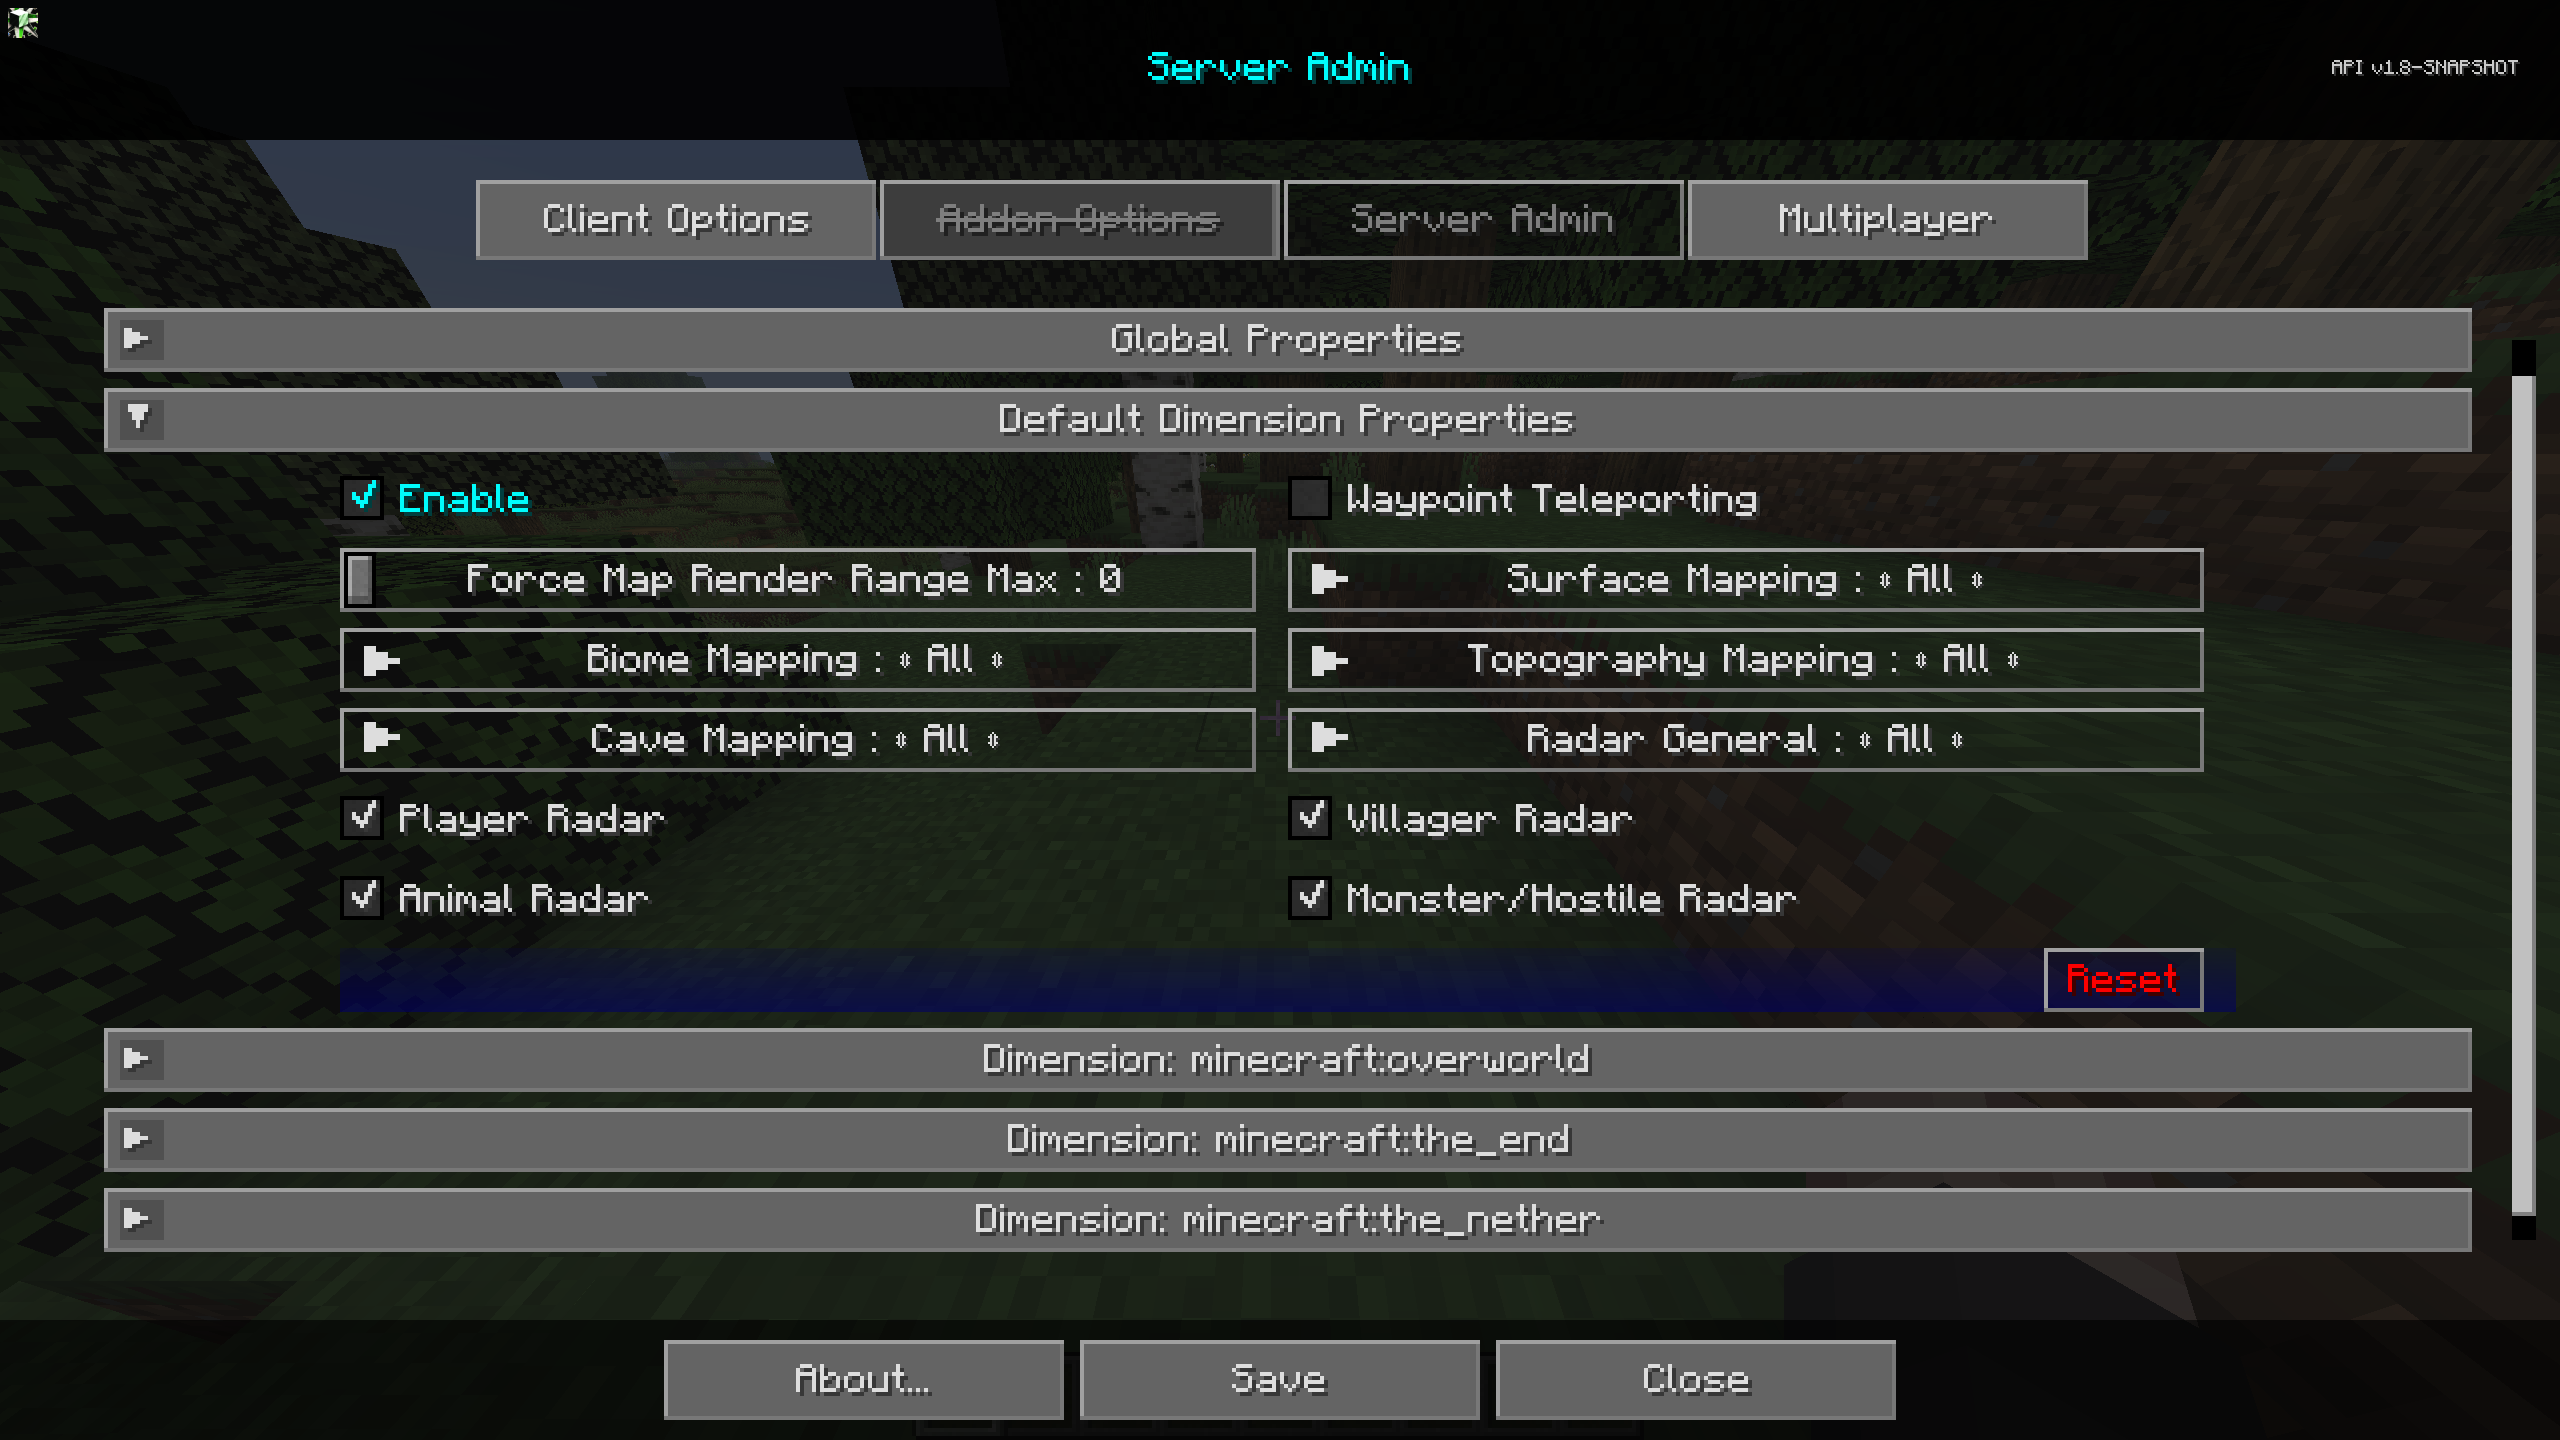 Server Admin
API v1.8-SNAPSHOT
Client Options
Addon Options
Server Admin
Multiplayer
Global Properties
Default Dimension Properties
Enable
Waypoint Teleporting
Force Map Render Range Max : 0
Surface Mapping : ⇕ All ⇕
Biome Mapping : ⇕ All ⇕
Topography Mapping : ⇕ All ⇕
Cave Mapping : ⇕ All ⇕
Radar General : ⇕ All ⇕
Player Radar
Villager Radar
Animal Radar
Monster/Hostile Radar
Reset
Dimension: minecraft:overworld
Dimension: minecraft:the_end
Dimension: minecraft:the_nether
About...
Save
Close